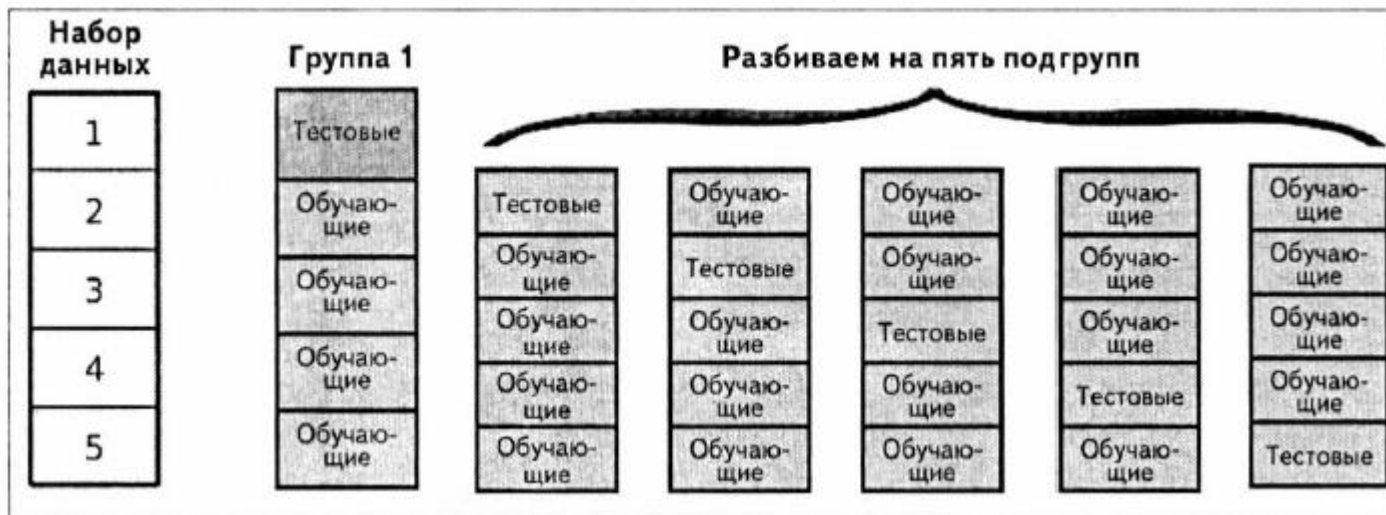 Набор
данных
Группа 1
Разбиваем на пять подгрупп
1
2
3
4
5
Тестовые
Обучаю-
щие
Обучаю-
щие
Обучаю-
щие
Обучаю-
щие
Тестовые
Обучаю-
щие
Обучаю-
щие
Обучаю-
щие
Обучаю-
щие
Обучаю-
щие
Тестовые
Обучаю-
щие
Обучаю-
щие
Обучаю-
щие
Обучаю-
щие
Обучаю-
щие
Тестовые
Обучаю-
щие
Обучаю-
щие
Обучаю-
щие
Обучаю-
щие
Обучаю-
щие
Тестовые
Обучаю-
щие
Обучаю-
щие
Обучаю-
щие
Обучаю-
щие
Обучаю-
щие
Тестовые